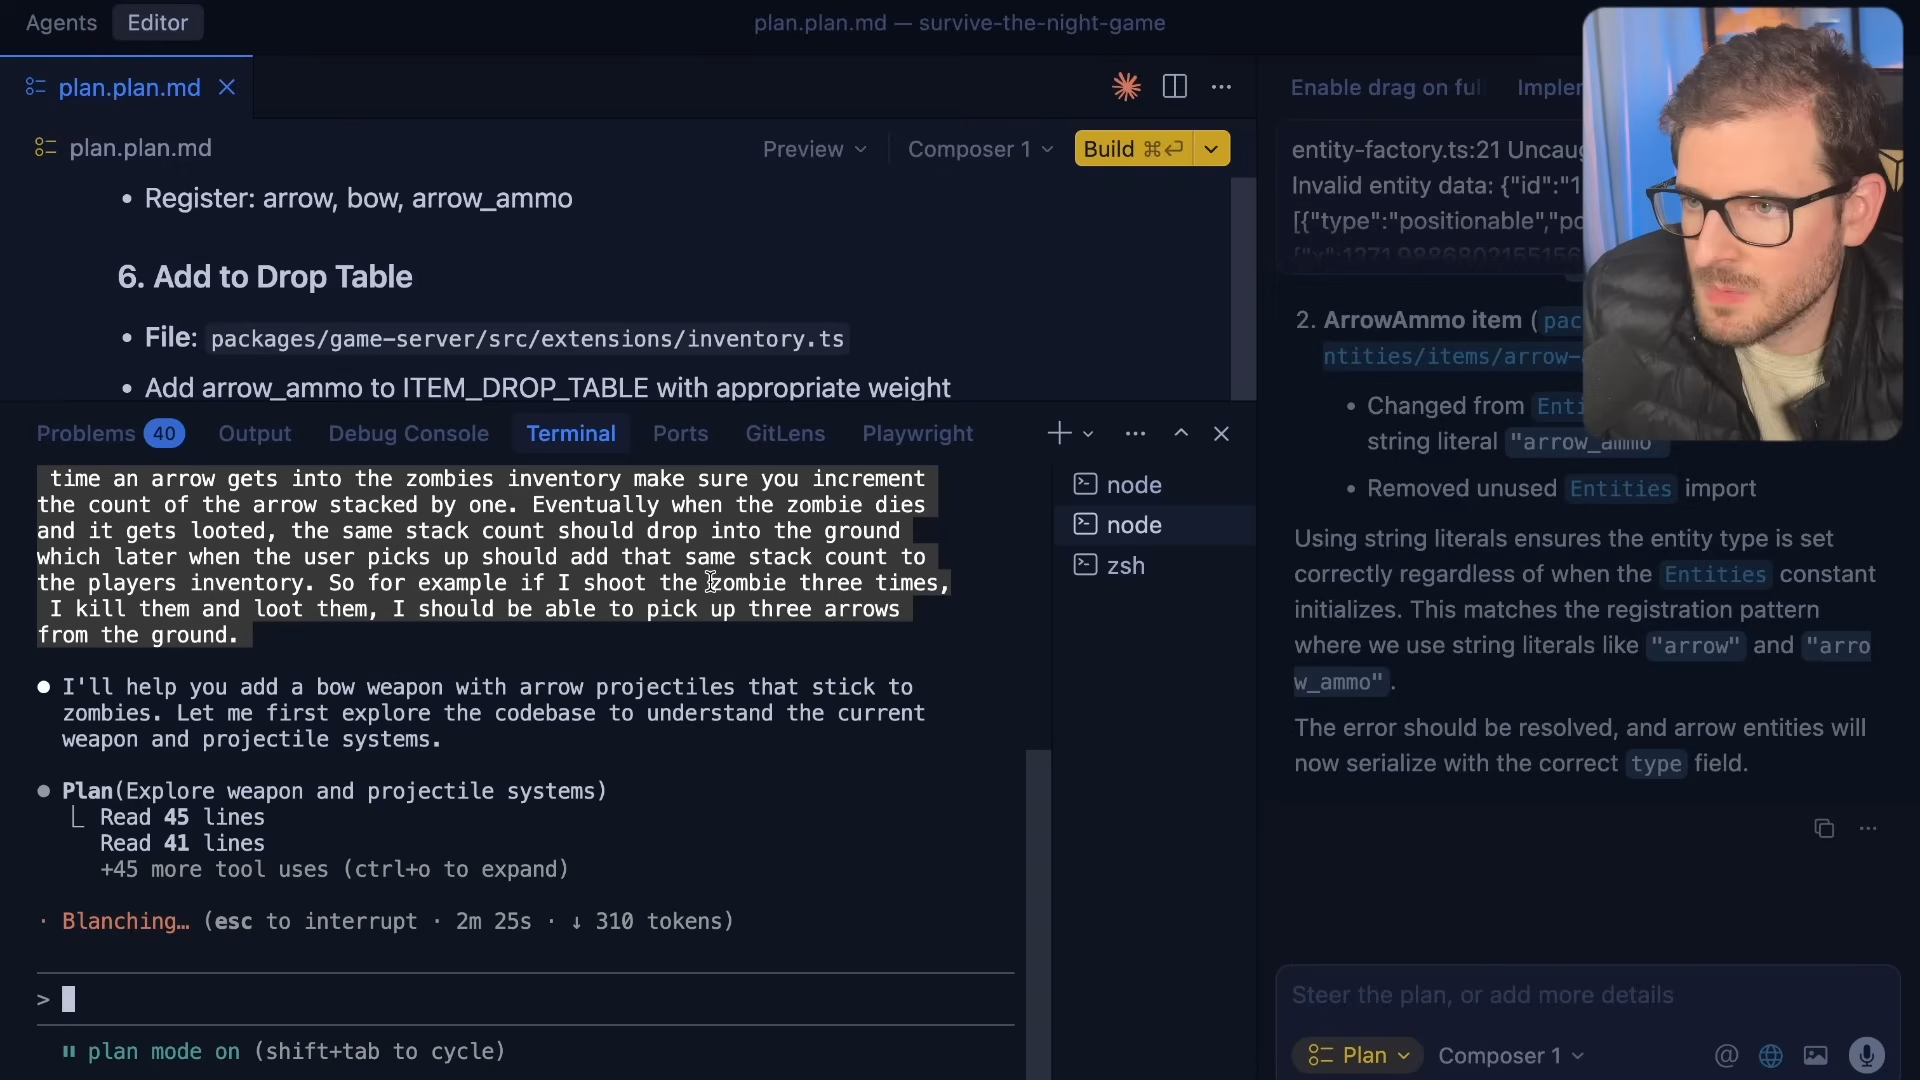 Agents Editor
plan.plan.md — survive-the-night-game
plan.plan.md
Enable drag on ful
Implem
plan.plan.md
Preview
Composer 1
Build ⌘⏎
• Register: arrow, bow, arrow_ammo
6. Add to Drop Table
• File: packages/game-server/src/extensions/inventory.ts
• Add arrow_ammo to ITEM_DROP_TABLE with appropriate weight
Problems 40 Output Debug Console Terminal Ports GitLens Playwright
time an arrow gets into the zombies inventory make sure you increment
the count of the arrow stacked by one. Eventually when the zombie dies
and it gets looted, the same stack count should drop into the ground
which later when the user picks up should add that same stack count to
the players inventory. So for example if I shoot the zombie three times,
I kill them and loot them, I should be able to pick up three arrows
from the ground.
● I'll help you add a bow weapon with arrow projectiles that stick to
zombies. Let me first explore the codebase to understand the current
weapon and projectile systems.
● Plan(Explore weapon and projectile systems)
⎿ Read 45 lines
Read 41 lines
+45 more tool uses (ctrl+o to expand)
· Blanching… (esc to interrupt · 2m 25s · ↓ 310 tokens)
>
⏸ plan mode on (shift+tab to cycle)
node
node
zsh
entity-factory.ts:21 Uncaug
Invalid entity data: {"id":"1
[{"type":"positionable","po
2. ArrowAmmo item (pac
ntities/items/arrow-
• Changed from Enti
string literal "arrow_ammo"
• Removed unused Entities import
Using string literals ensures the entity type is set
correctly regardless of when the Entities constant
initializes. This matches the registration pattern
where we use string literals like "arrow" and "arro
w_ammo".
The error should be resolved, and arrow entities will
now serialize with the correct type field.
Steer the plan, or add more details
Plan
Composer 1
@